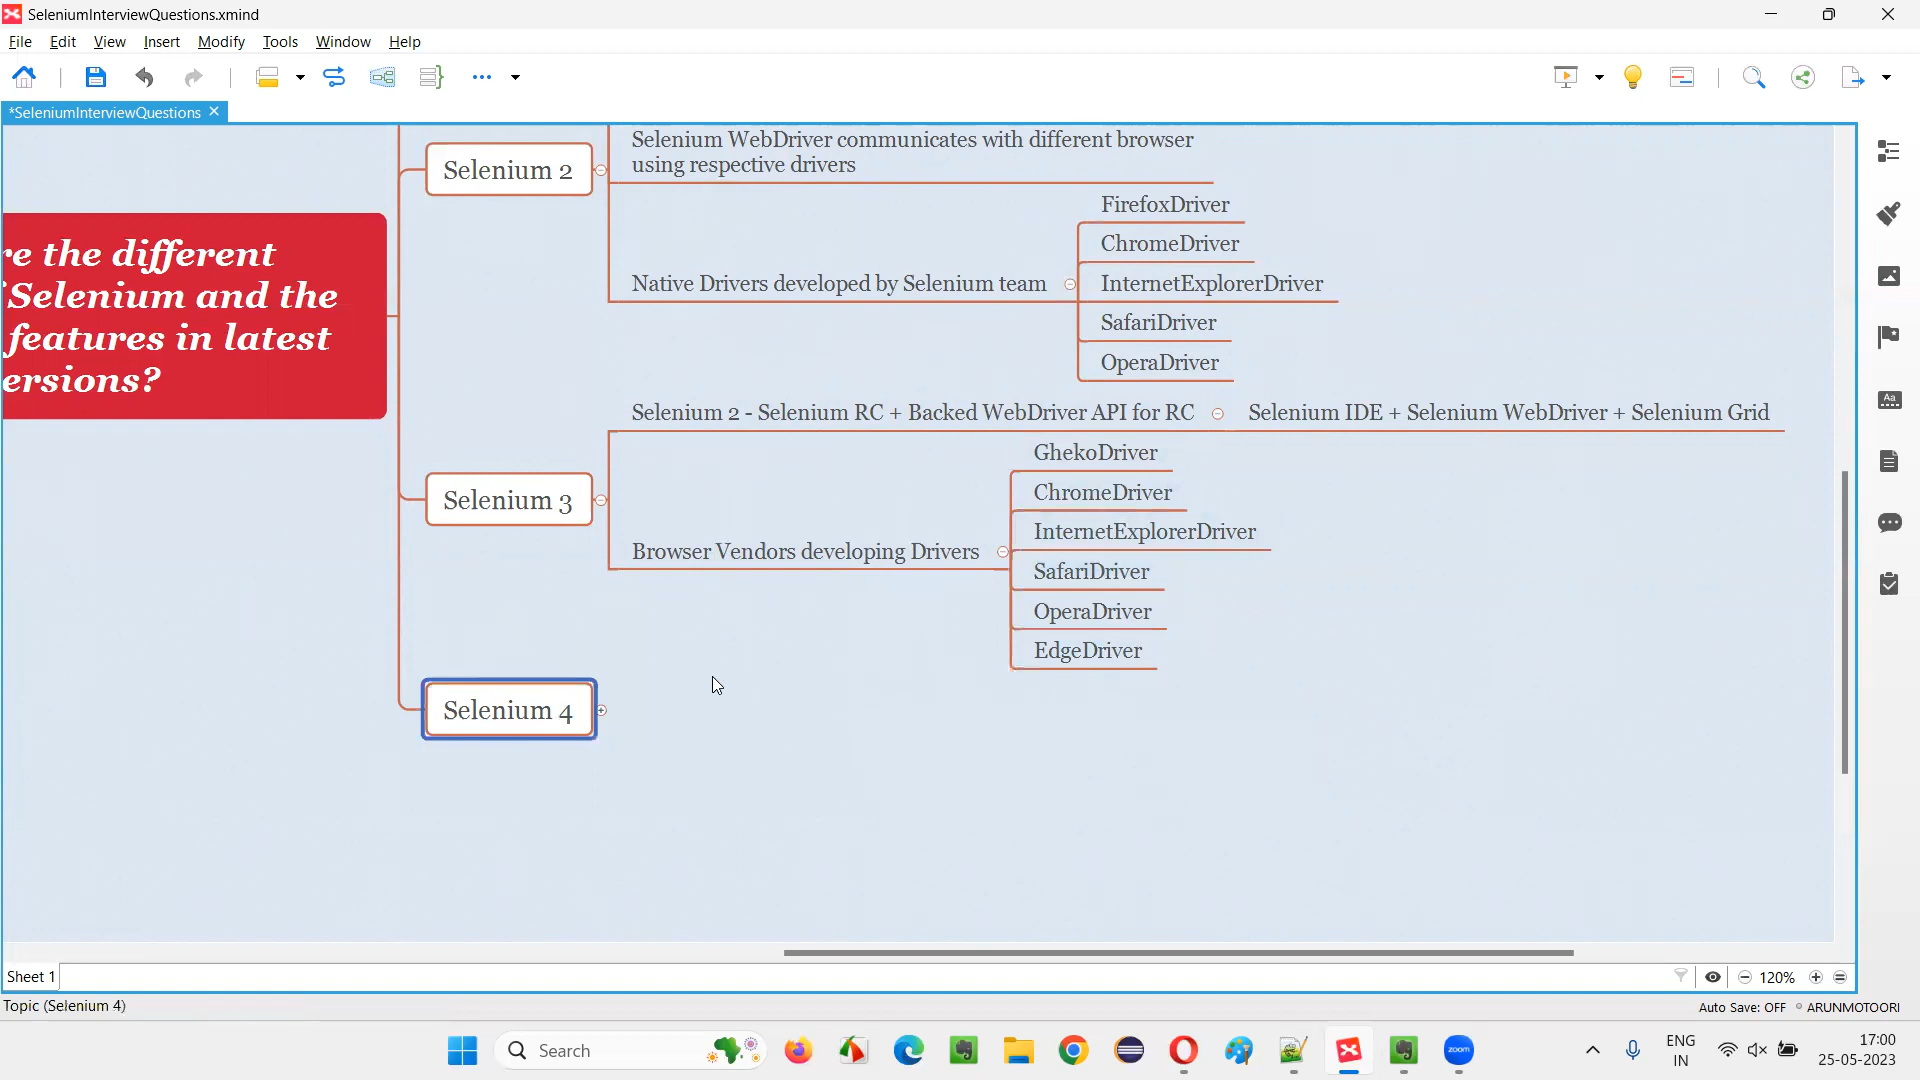 SeleniumInterviewQuestions.xmind
File Edit View Insert Modify Tools Window Help
*SeleniumInterviewQuestions
Selenium WebDriver communicates with different browser
using respective drivers
Selenium 2
FirefoxDriver
ChromeDriver
Native Drivers developed by Selenium team
InternetExplorerDriver
SafariDriver
OperaDriver
re the different
Selenium and the
features in latest
ersions?
Selenium 2 - Selenium RC + Backed WebDriver API for RC
Selenium IDE + Selenium WebDriver + Selenium Grid
Selenium 3
GhekoDriver
ChromeDriver
InternetExplorerDriver
Browser Vendors developing Drivers
SafariDriver
OperaDriver
EdgeDriver
Selenium 4
Aa
Sheet 1
120%
Topic (Selenium 4)
Auto Save: OFF
ARUNMOTOORI
Search
zoom
ENG
IN
17:00
25-05-2023